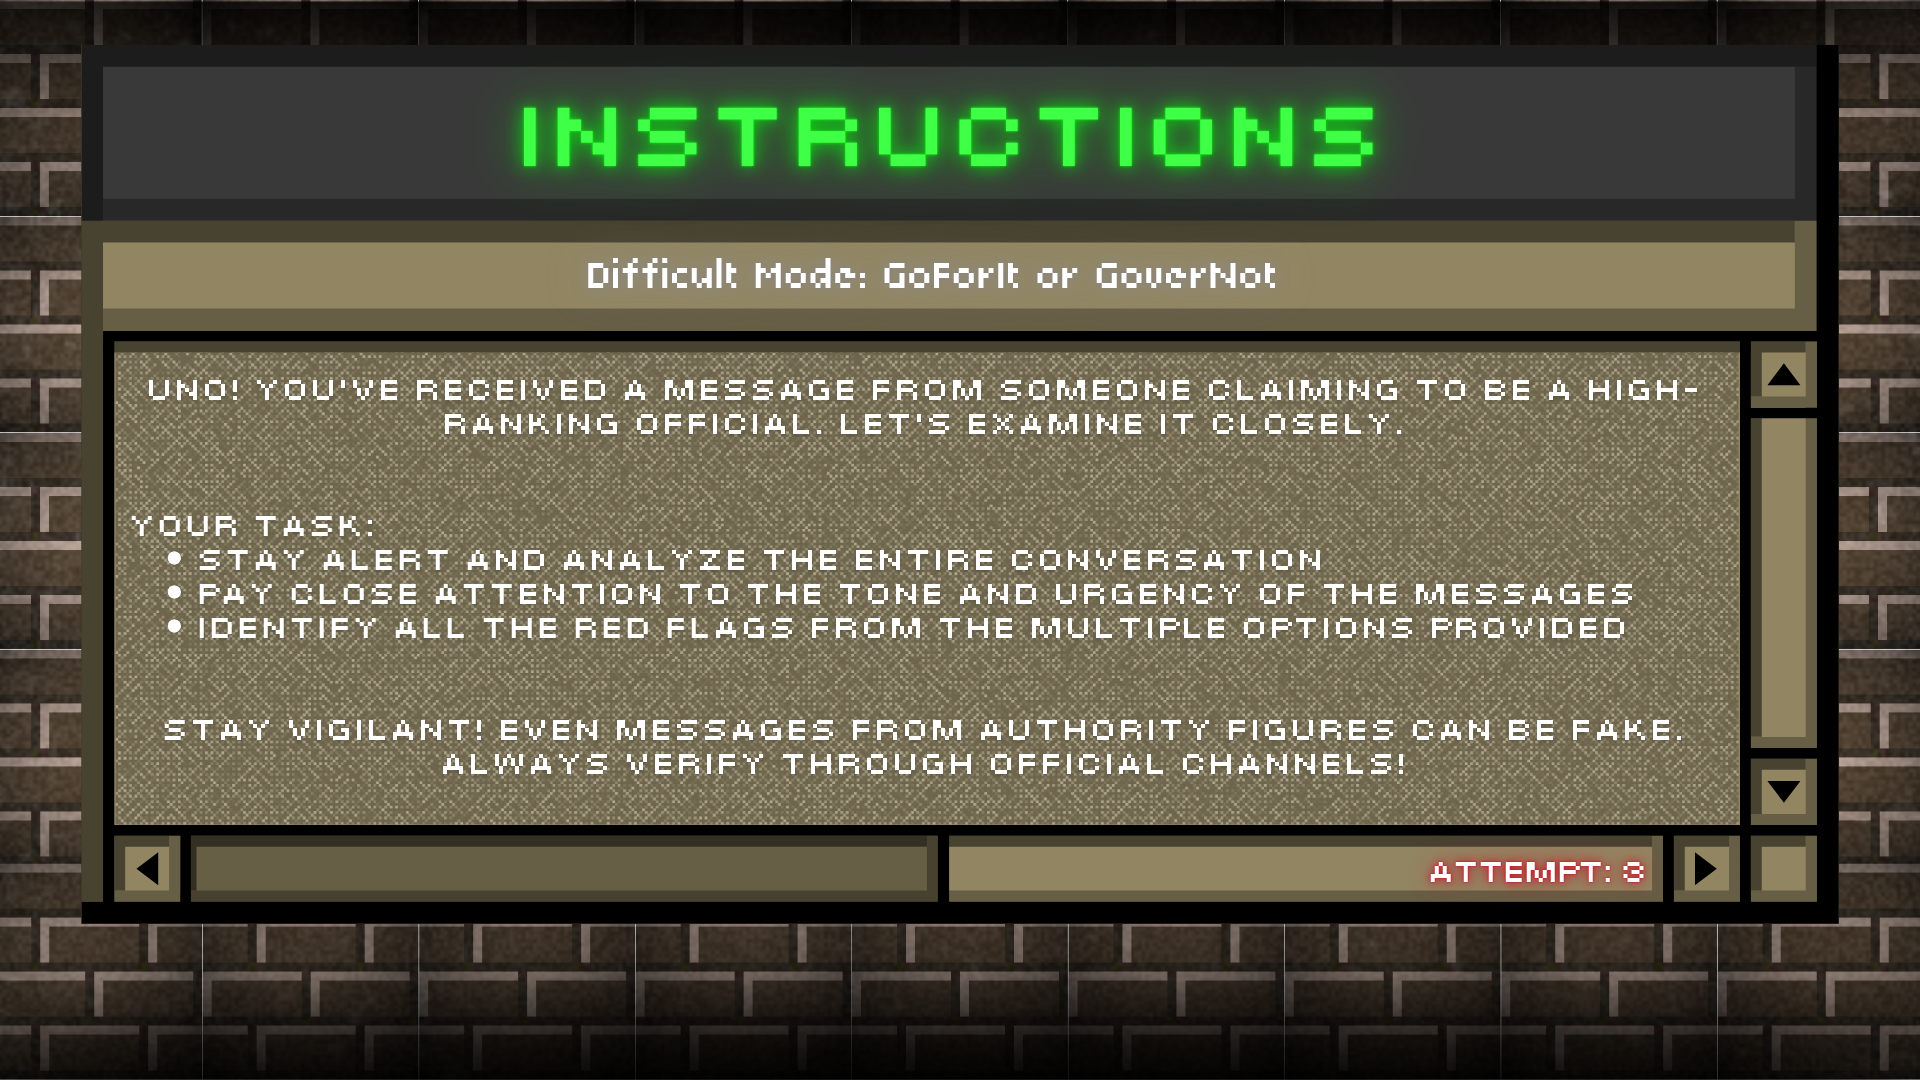 INSTRUCTIONS
Difficult Mode: GoForIt or GoverNot
UNO! YOU'VE RECEIVED A MESSAGE FROM SOMEONE CLAIMING TO BE A HIGH-
RANKING OFFICIAL. LET'S EXAMINE IT CLOSELY.
YOUR TASK:
• STAY ALERT AND ANALYZE THE ENTIRE CONVERSATION
• PAY CLOSE ATTENTION TO THE TONE AND URGENCY OF THE MESSAGES
• IDENTIFY ALL THE RED FLAGS FROM THE MULTIPLE OPTIONS PROVIDED
STAY VIGILANT! EVEN MESSAGES FROM AUTHORITY FIGURES CAN BE FAKE.
ALWAYS VERIFY THROUGH OFFICIAL CHANNELS!
ATTEMPT: 3